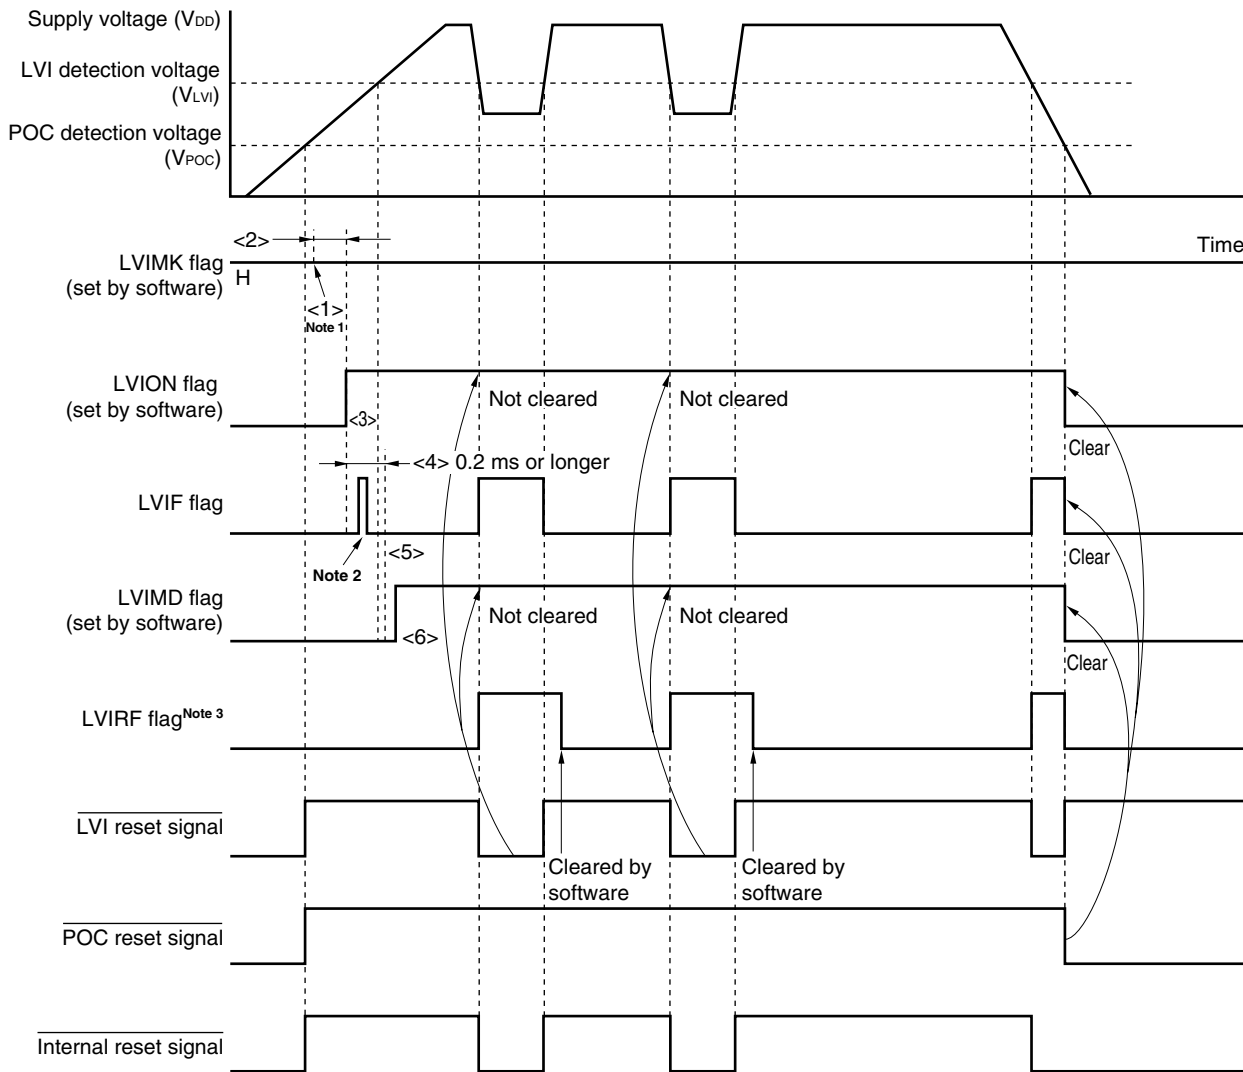 Supply voltage (VDD)
LVI detection voltage
(VLVI)
POC detection voltage
(VPOC)
Time
<2>
LVIMK flag
(set by software)
H
<1>
Note 1
LVION flag
(set by software)
Not cleared
Not cleared
<3>
Clear
<4> 0.2 ms or longer
LVIF flag
<5>
Note 2
Clear
LVIMD flag
(set by software)
Not cleared
Not cleared
<6>
Clear
LVIRF flag Note 3
LVI reset signal
Cleared by
software
Cleared by
software
POC reset signal
Internal reset signal